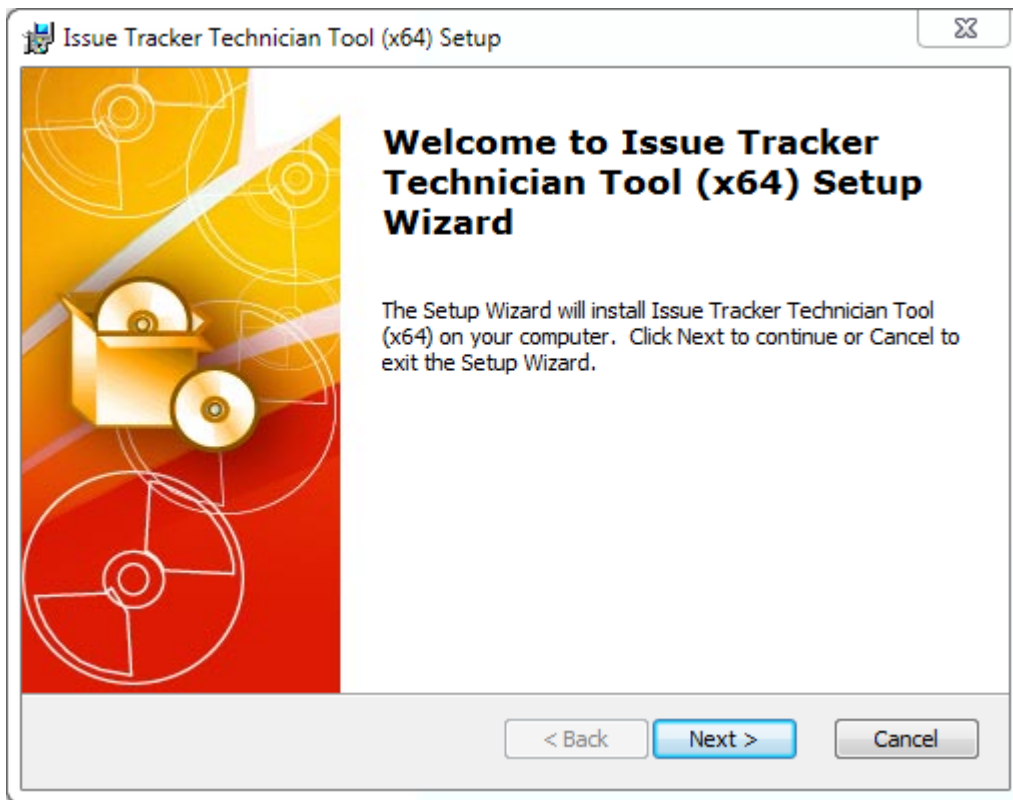 Issue Tracker Technician Tool (x64) Setup
Welcome to Issue Tracker
Technician Tool (x64) Setup
Wizard
The Setup Wizard will install Issue Tracker Technician Tool
(x64) on your computer.  Click Next to continue or Cancel to
exit the Setup Wizard.
< Back
Next >
Cancel